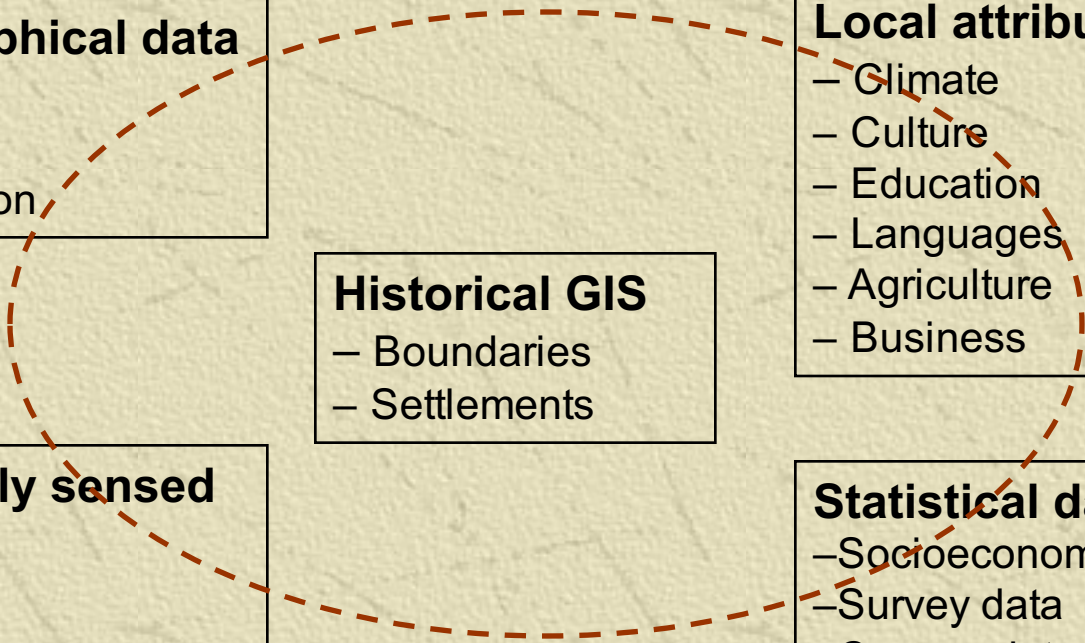 phical data
on
Historical GIS
– Boundaries
– Settlements
ly sensed
Local attribu
– Climate
– Culture
– Education
– Languages
– Agriculture
– Business
Statistical da
–Socioeconom
–Survey data